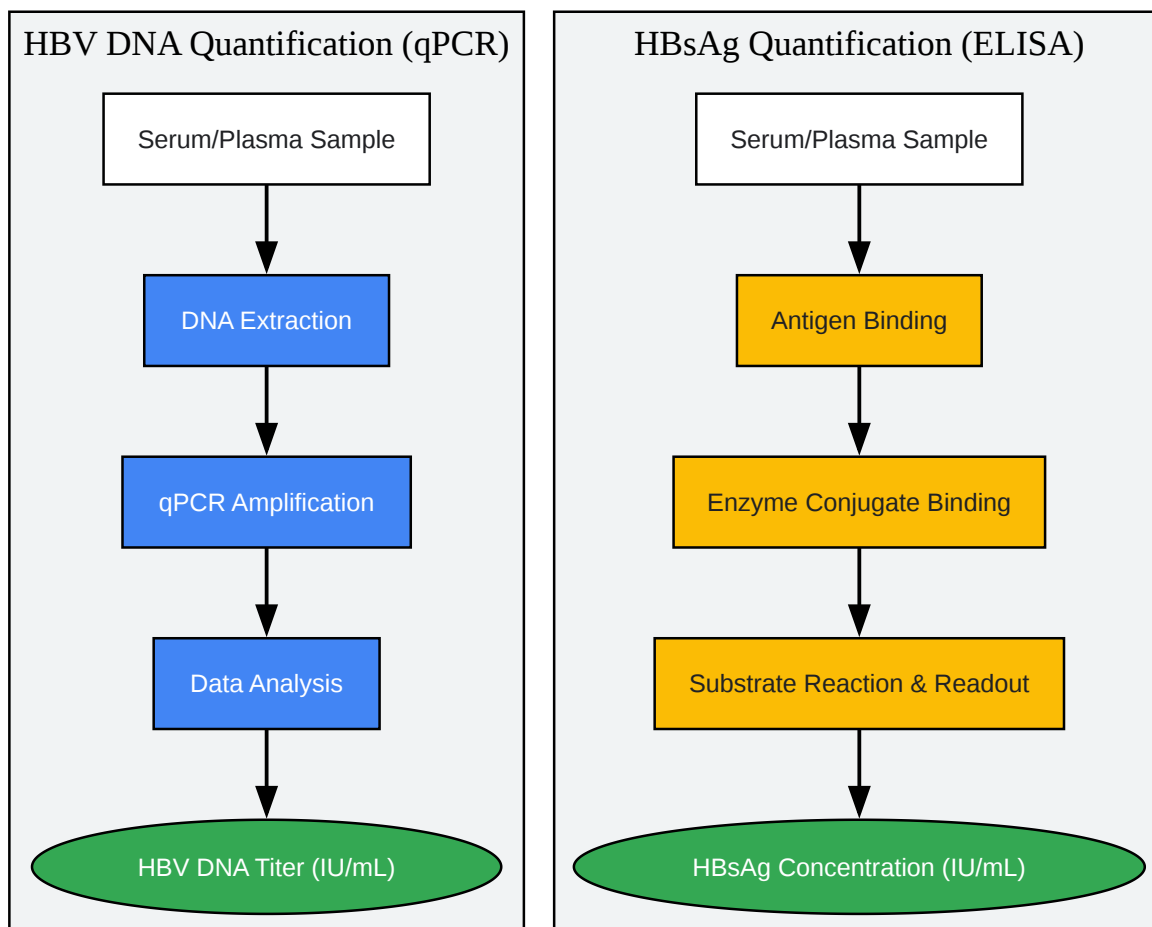 HBV DNA Quantification (qPCR)
Serum/Plasma Sample
DNA Extraction
qPCR Amplification
Data Analysis
HBV DNA Titer (IU/mL)
HBsAg Quantification (ELISA)
Serum/Plasma Sample
Antigen Binding
Enzyme Conjugate Binding
Substrate Reaction & Readout
HBsAg Concentration (IU/mL)